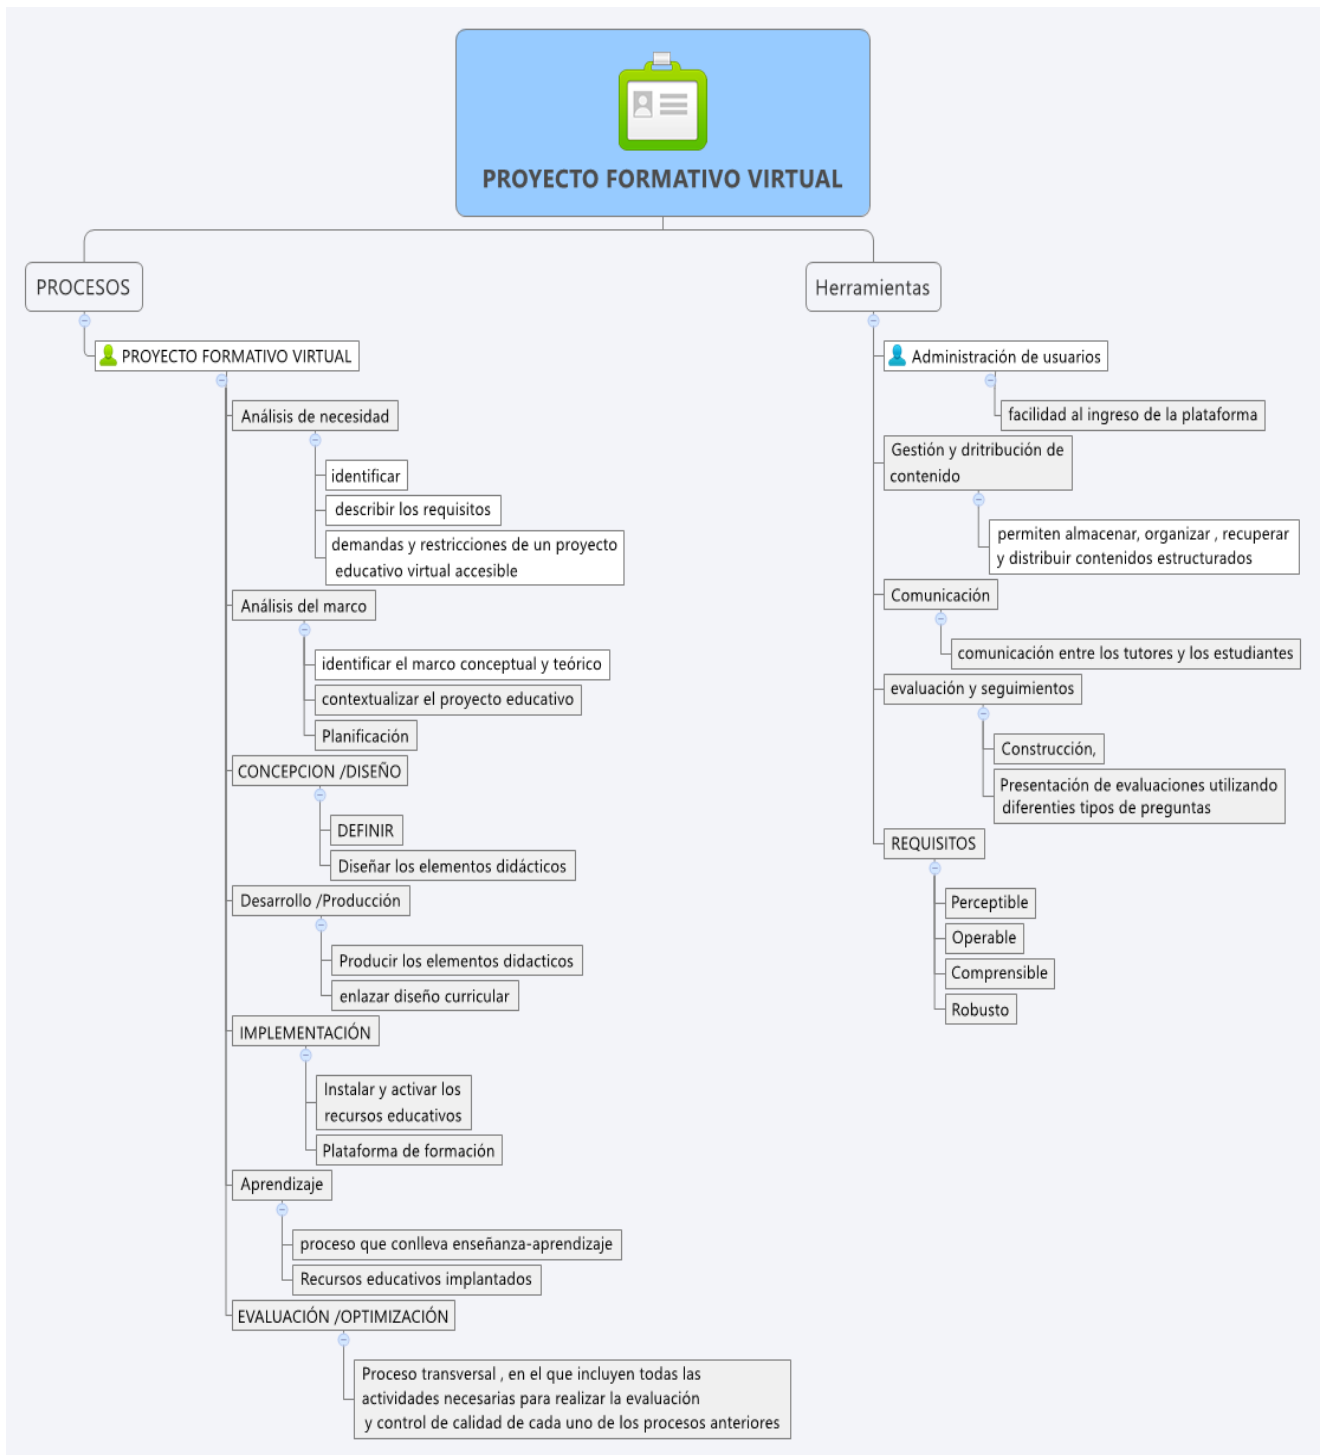 PROYECTO FORMATIVO VIRTUAL
PROCESOS
PROYECTO FORMATIVO VIRTUAL
Análisis de necesidad
identificar
describir los requisitos
demandas y restricciones de un proyecto
educativo virtual accesible
Análisis del marco
identificar el marco conceptual y teórico
contextualizar el proyecto educativo
Planificación
CONCEPCION /DISEÑO
DEFINIR
Diseñar los elementos didácticos
Desarrollo /Producción
Producir los elementos didacticos
enlazar diseño curricular
IMPLEMENTACIÓN
Instalar y activar los
recursos educativos
Plataforma de formación
Aprendizaje
proceso que conlleva enseñanza-aprendizaje
Recursos educativos implantados
EVALUACIÓN /OPTIMIZACIÓN
Proceso transversal , en el que incluyen todas las
actividades necesarias para realizar la evaluación
y control de calidad de cada uno de los procesos anteriores
Herramientas
Administración de usuarios
facilidad al ingreso de la plataforma
Gestión y dritribución de
contenido
permiten almacenar, organizar , recuperar
y distribuir contenidos estructurados
Comunicación
comunicación entre los tutores y los estudiantes
evaluación y seguimientos
Construcción,
Presentación de evaluaciones utilizando
diferenties tipos de preguntas
REQUISITOS
Perceptible
Operable
Comprensible
Robusto